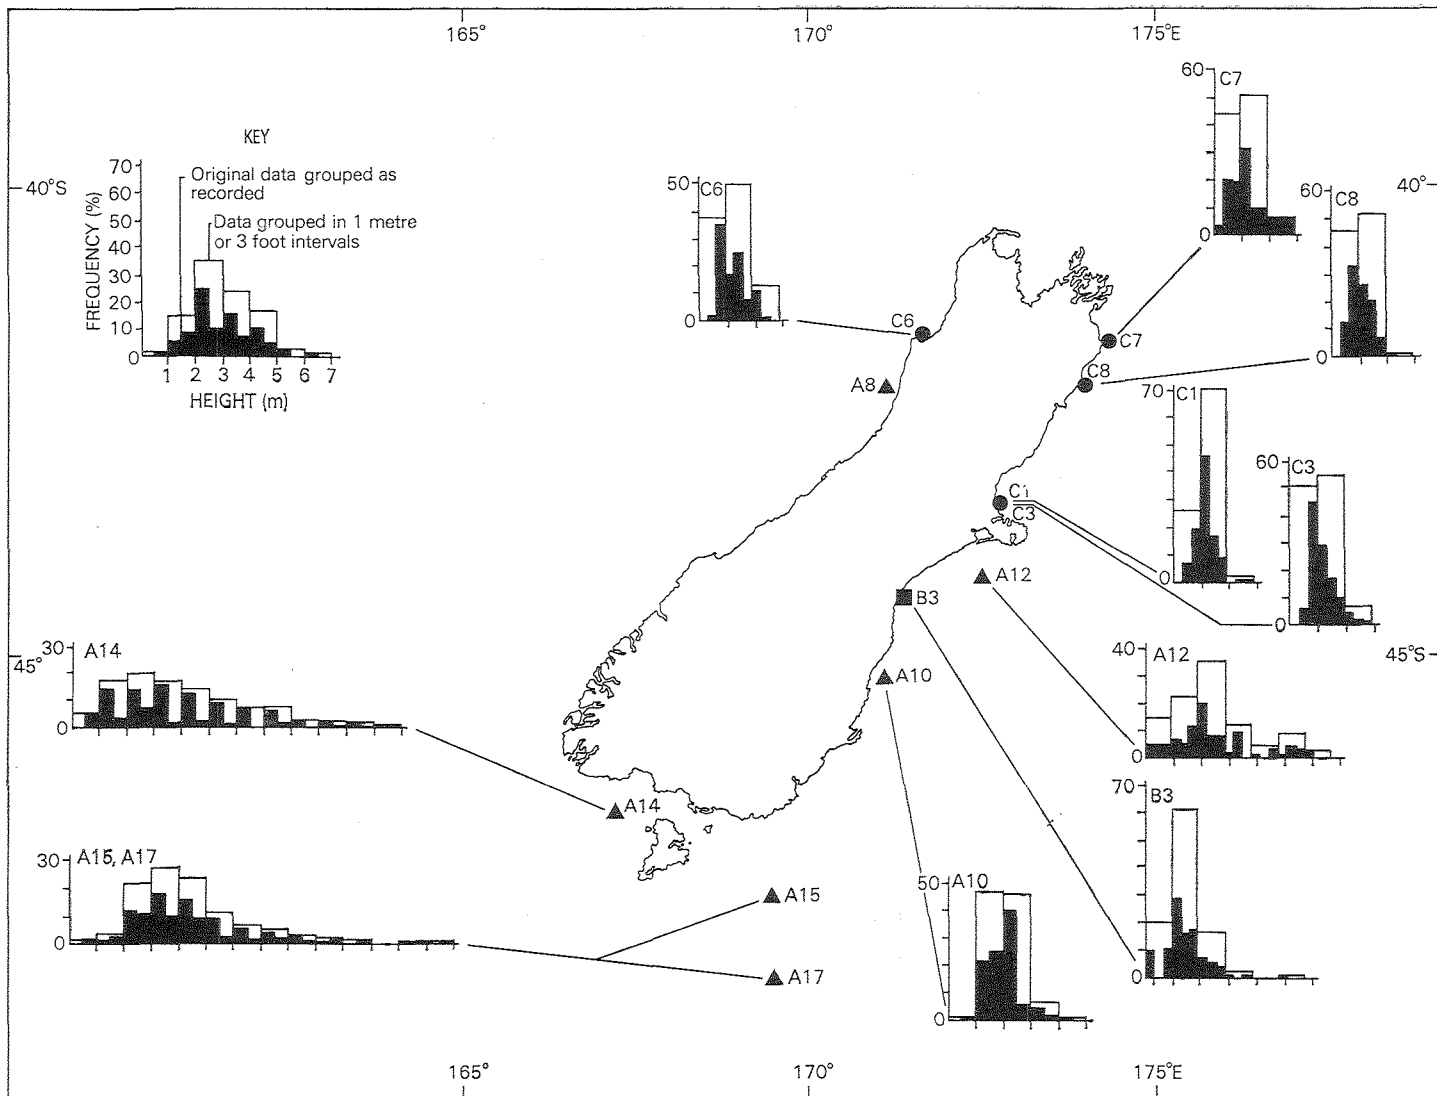 165°
170°
175°E
KEY
70
60
50
40
30
20
10
0
FREQUENCY (%)
Original data grouped as
recorded
Data grouped in 1 metre
or 3 foot intervals
1 2 3 4 5 6 7
HEIGHT (m)
40°S
40°
60
C7
0
50
C6
0
60
C8
0
C6
C7
C8
A8
70
C1
0
60
C3
0
C1
C3
A12
B3
A10
45°
45°S
30
A14
0
40
A12
0
A14
70
B3
0
30
A15, A17
0
A15
A17
50
A10
0
165°
170°
175°E